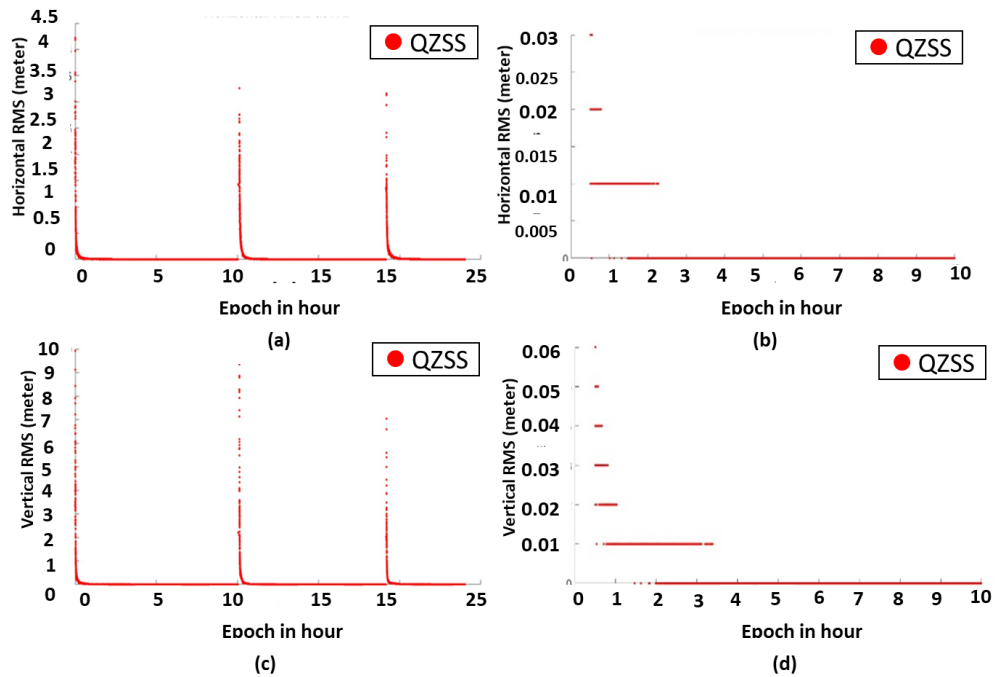 4.5
4
3.5
3
2.5
2
1.5
1
0.5
0
Horizontal RMS (meter)
QZSS
0 5 10 15 15 25
Epoch in hour
(a)
0.03
0.025
0.02
0.015
0.01
0.005
0
Horizontal RMS (meter)
QZSS
0 1 2 3 4 5 6 7 8 9 10
Epoch in hour
(b)
10
9
8
7
6
5
4
3
2
1
0
Vertical RMS (meter)
QZSS
0 5 10 15 15 25
Epoch in hour
(c)
0.06
0.05
0.04
0.03
0.02
0.01
0
Vertical RMS (meter)
QZSS
0 1 2 3 4 5 6 7 8 9 10
Epoch in hour
(d)